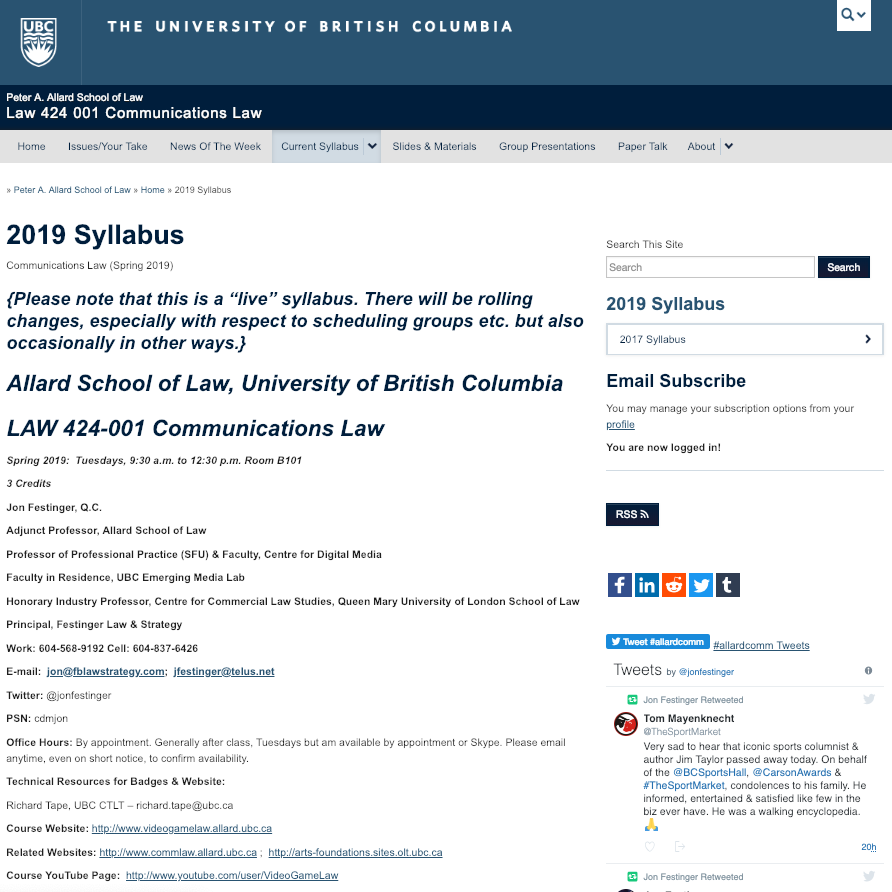 UBC
THE UNIVERSITY OF BRITISH COLUMBIA
Peter A. Allard School of Law
Law 424 001 Communications Law
Home Issues/Your Take News Of The Week Current Syllabus Slides & Materials Group Presentations Paper Talk About
» Peter A. Allard School of Law » Home » 2019 Syllabus
2019 Syllabus
Communications Law (Spring 2019)
{Please note that this is a “live” syllabus. There will be rolling
changes, especially with respect to scheduling groups etc. but also
occasionally in other ways.}
Allard School of Law, University of British Columbia
LAW 424-001 Communications Law
Spring 2019: Tuesdays, 9:30 a.m. to 12:30 p.m. Room B101
3 Credits
Jon Festinger, Q.C.
Adjunct Professor, Allard School of Law
Professor of Professional Practice (SFU) & Faculty, Centre for Digital Media
Faculty in Residence, UBC Emerging Media Lab
Honorary Industry Professor, Centre for Commercial Law Studies, Queen Mary University of London School of Law
Principal, Festinger Law & Strategy
Work: 604-568-9192 Cell: 604-837-6426
E-mail: jon@fblawstrategy.com; jfestinger@telus.net
Twitter: @jonfestinger
PSN: cdmjon
Office Hours: By appointment. Generally after class, Tuesdays but am available by appointment or Skype. Please email
anytime, even on short notice, to confirm availability.
Technical Resources for Badges & Website:
Richard Tape, UBC CTLT – richard.tape@ubc.ca
Course Website: http://www.videogamelaw.allard.ubc.ca
Related Websites: http://www.commlaw.allard.ubc.ca ; http://arts-foundations.sites.olt.ubc.ca
Course YouTube Page: http://www.youtube.com/user/VideoGameLaw
Search This Site
Search Search
2019 Syllabus
2017 Syllabus
Email Subscribe
You may manage your subscription options from your
profile
You are now logged in!
RSS
f in t
Tweet #allardcomm #allardcomm Tweets
Tweets by @jonfestinger
Jon Festinger Retweeted
Tom Mayenknecht
@TheSportMarket
Very sad to hear that iconic sports columnist &
author Jim Taylor passed away today. On behalf
of the @BCSportsHall, @CarsonAwards &
#TheSportMarket, condolences to his family. He
informed, entertained & satisfied like few in the
biz ever have. He was a walking encyclopedia.
🙏
20h
Jon Festinger Retweeted